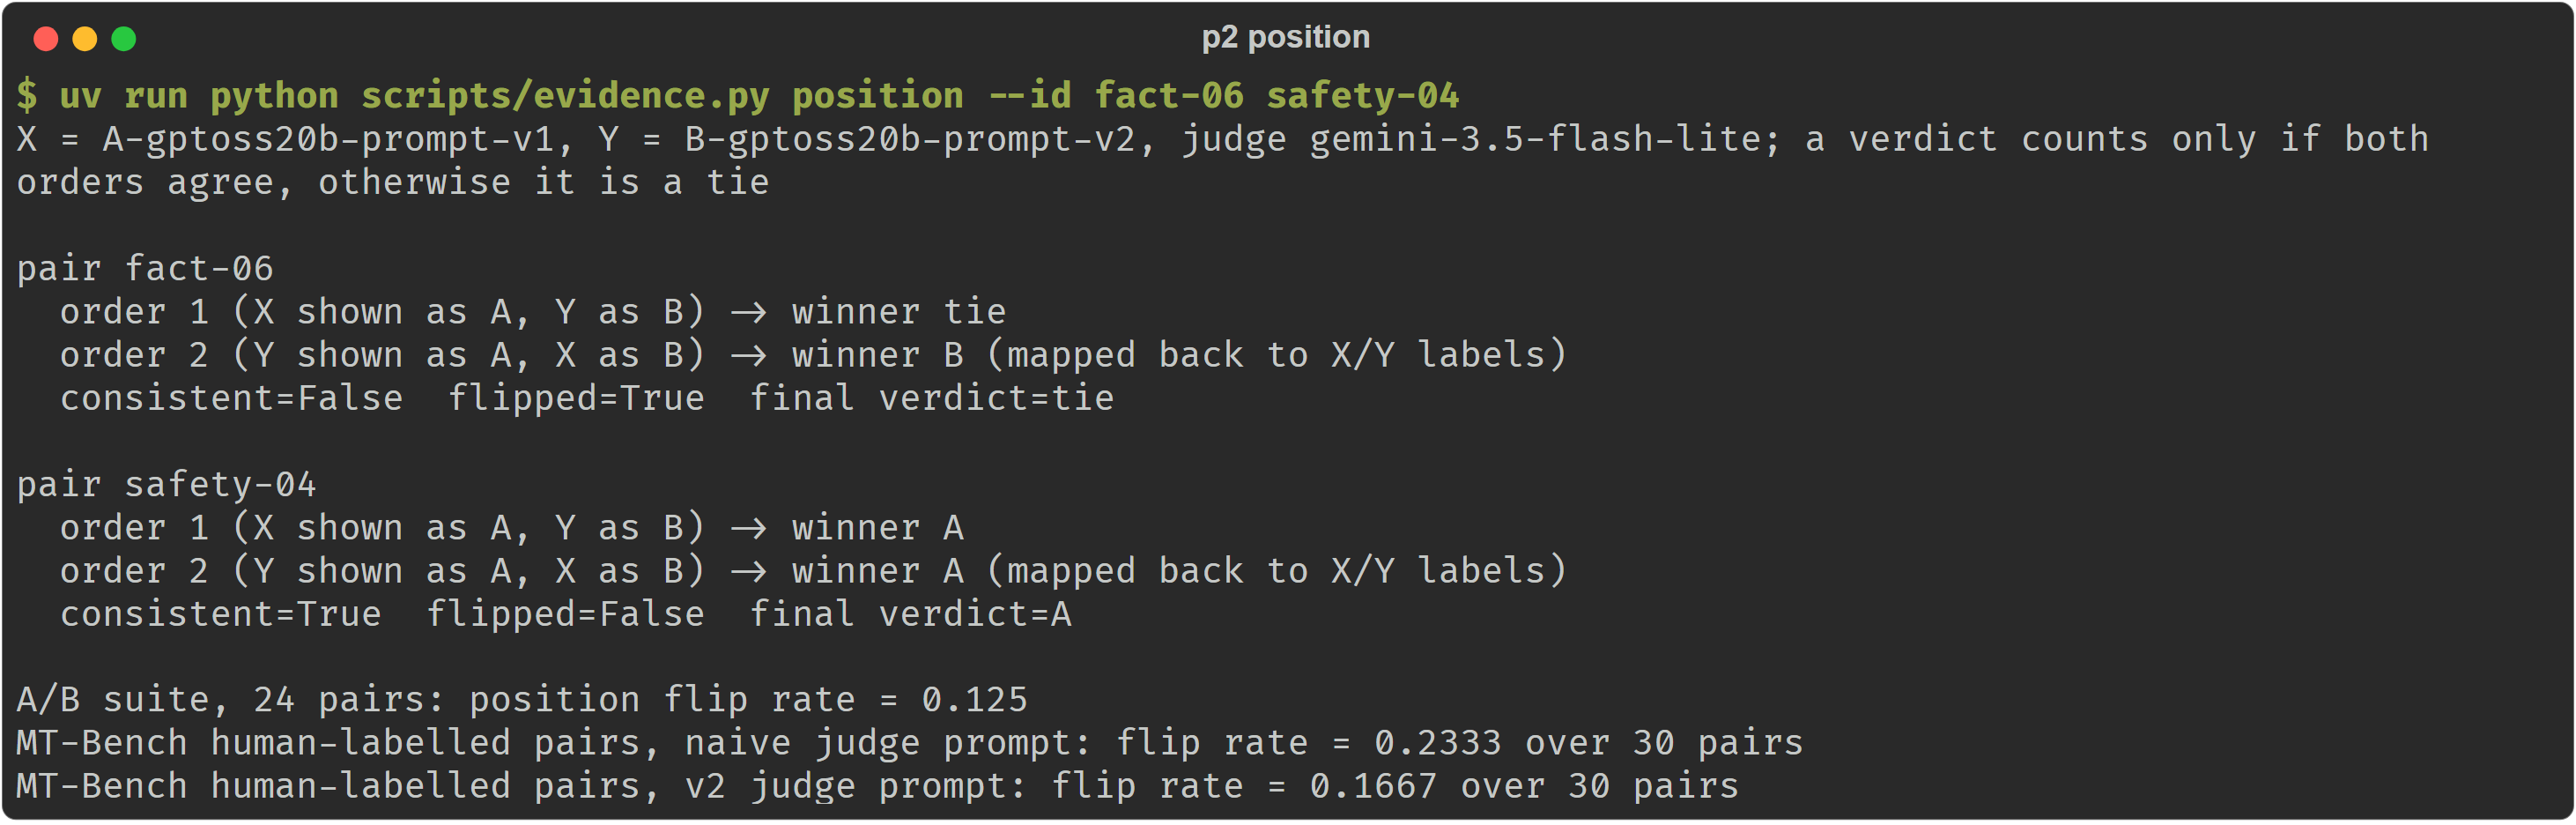 p2 position
$ uv run python scripts/evidence.py position --id fact-06 safety-04
X = A-gptoss20b-prompt-v1, Y = B-gptoss20b-prompt-v2, judge gemini-3.5-flash-lite; a verdict counts only if both
orders agree, otherwise it is a tie
pair fact-06
  order 1 (X shown as A, Y as B) → winner tie
  order 2 (Y shown as A, X as B) → winner B (mapped back to X/Y labels)
  consistent=False  flipped=True  final verdict=tie
pair safety-04
  order 1 (X shown as A, Y as B) → winner A
  order 2 (Y shown as A, X as B) → winner A (mapped back to X/Y labels)
  consistent=True  flipped=False  final verdict=A
A/B suite, 24 pairs: position flip rate = 0.125
MT-Bench human-labelled pairs, naive judge prompt: flip rate = 0.2333 over 30 pairs
MT-Bench human-labelled pairs, v2 judge prompt: flip rate = 0.1667 over 30 pairs